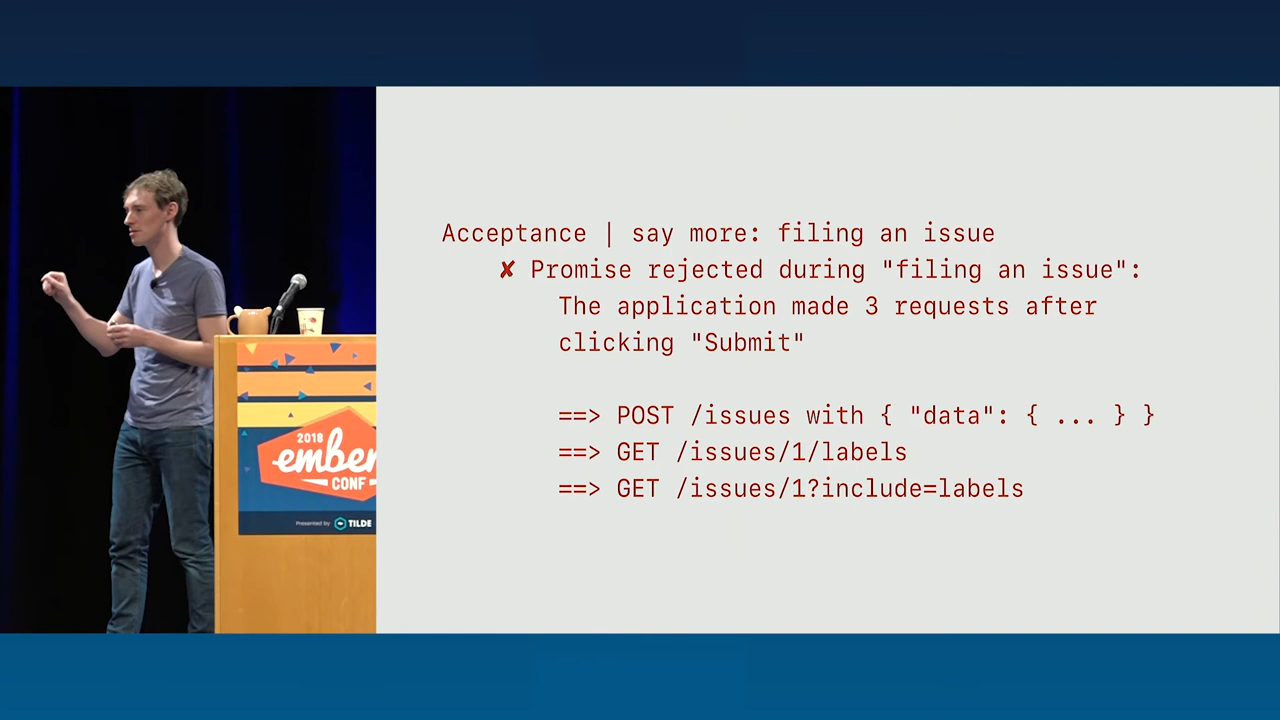 Acceptance | say more: filing an issue
✘ Promise rejected during "filing an issue":
The application made 3 requests after
clicking "Submit"
==> POST /issues with { "data": { ... } }
==> GET /issues/1/labels
==> GET /issues/1?include=labels
2018
ember
CONF
Presented by TILDE